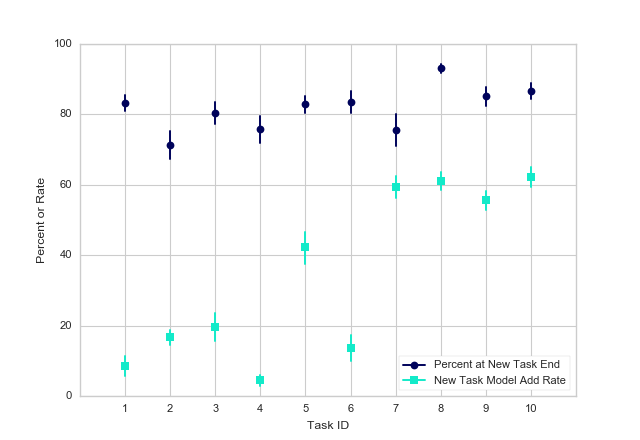 100
80
60
40
20
0
Percent or Rate
1 2 3 4 5 6 7 8 9 10
Task ID
Percent at New Task End
New Task Model Add Rate